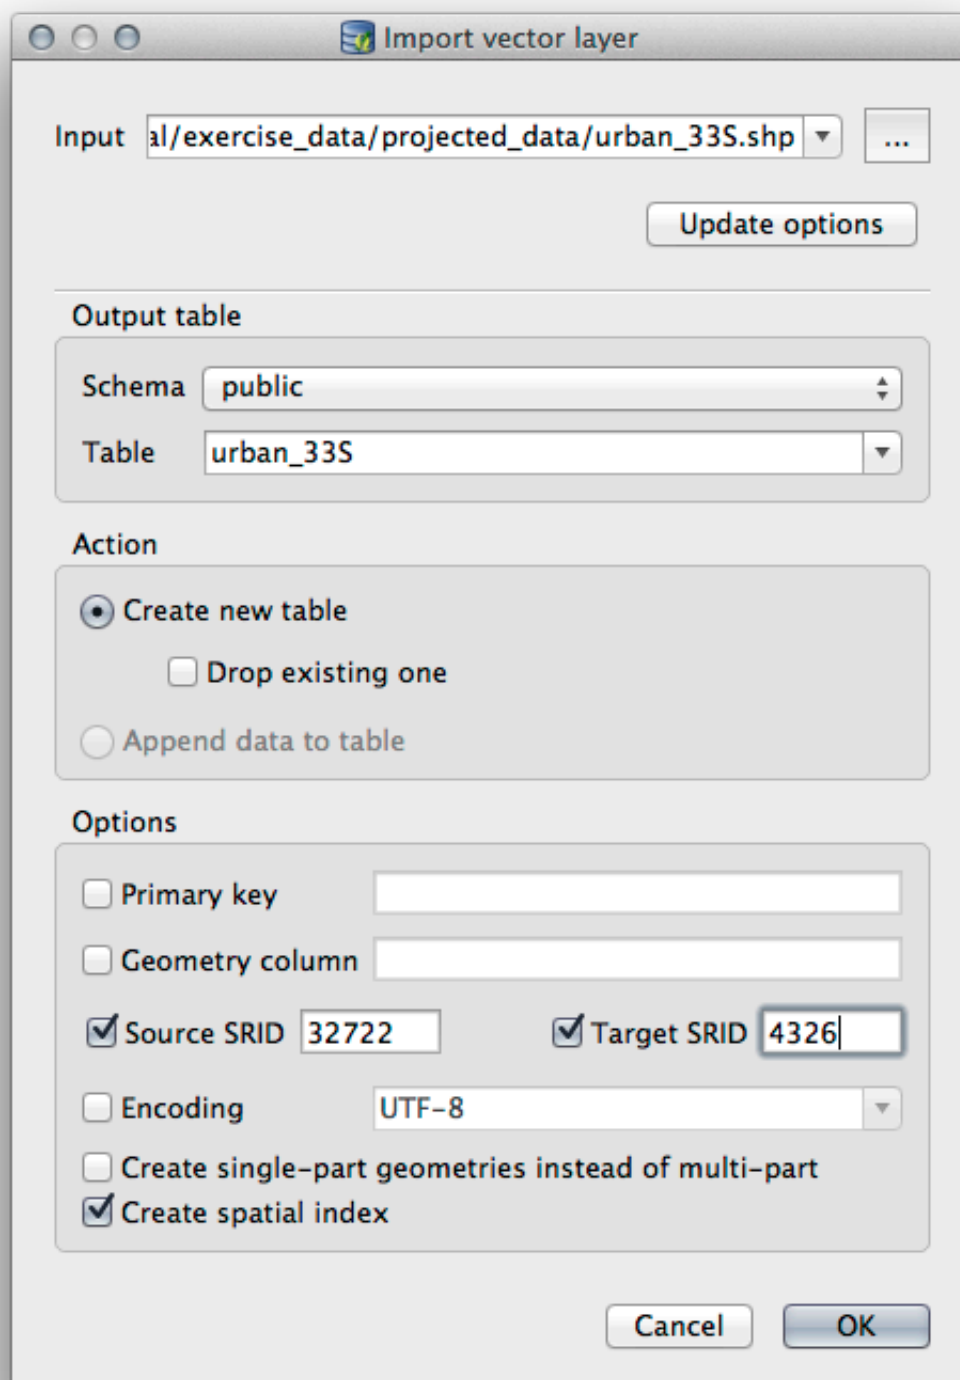 Import vector layer
Input al/exercise_data/projected_data/urban_33S.shp ...
Update options
Output table
Schema public
Table urban_33S
Action
Create new table
Drop existing one
Append data to table
Options
Primary key
Geometry column
Source SRID 32722 Target SRID 4326
Encoding UTF-8
Create single-part geometries instead of multi-part
Create spatial index
Cancel OK